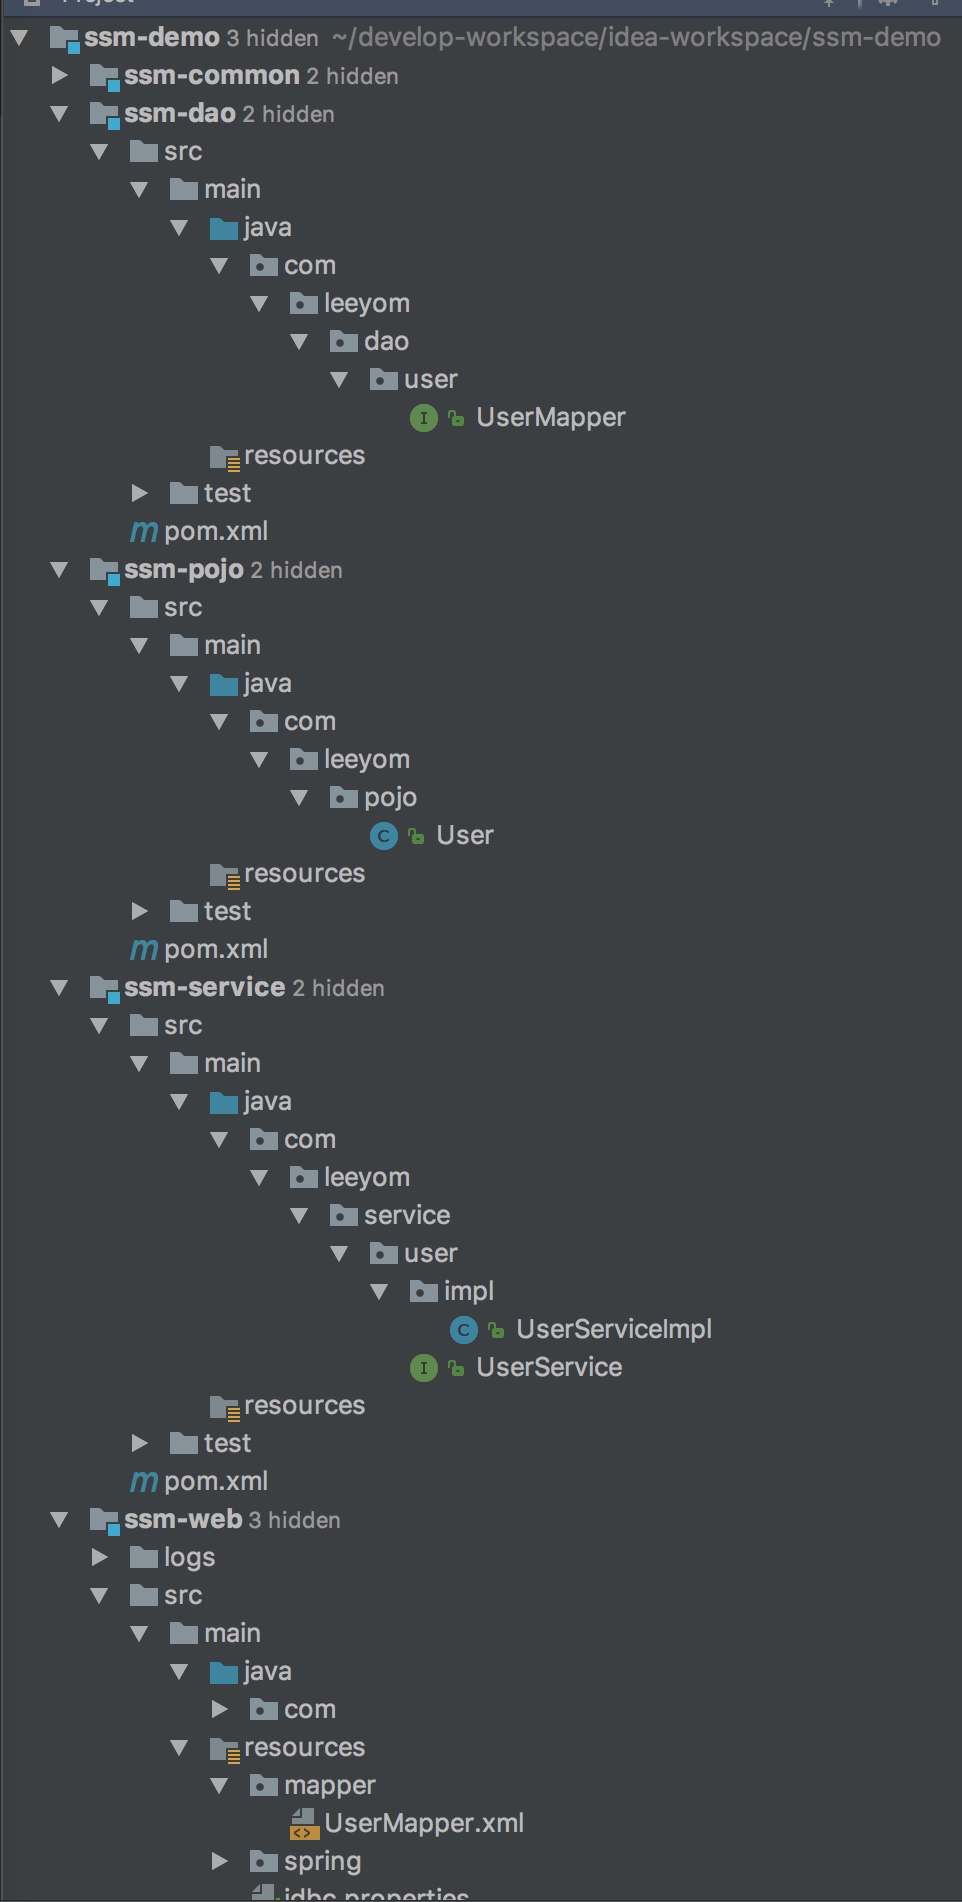 Project
ssm-demo 3 hidden ~/develop-workspace/idea-workspace/ssm-demo
ssm-common 2 hidden
ssm-dao 2 hidden
src
main
java
com
leeyom
dao
user
I UserMapper
resources
test
m pom.xml
ssm-pojo 2 hidden
src
main
java
com
leeyom
pojo
C User
resources
test
m pom.xml
ssm-service 2 hidden
src
main
java
com
leeyom
service
user
impl
C UserServiceImpl
I UserService
resources
test
m pom.xml
ssm-web 3 hidden
logs
src
main
java
com
resources
mapper
UserMapper.xml
spring
jdbc.properties